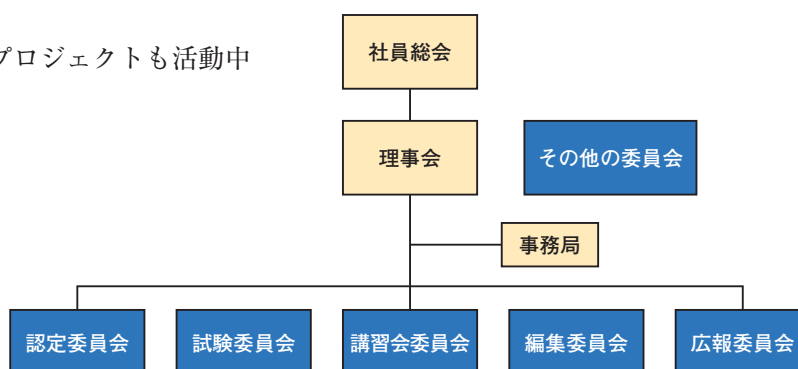 プロジェクトも活動中
社員総会
理事会
その他の委員会
事務局
認定委員会
試験委員会
講習会委員会
編集委員会
広報委員会